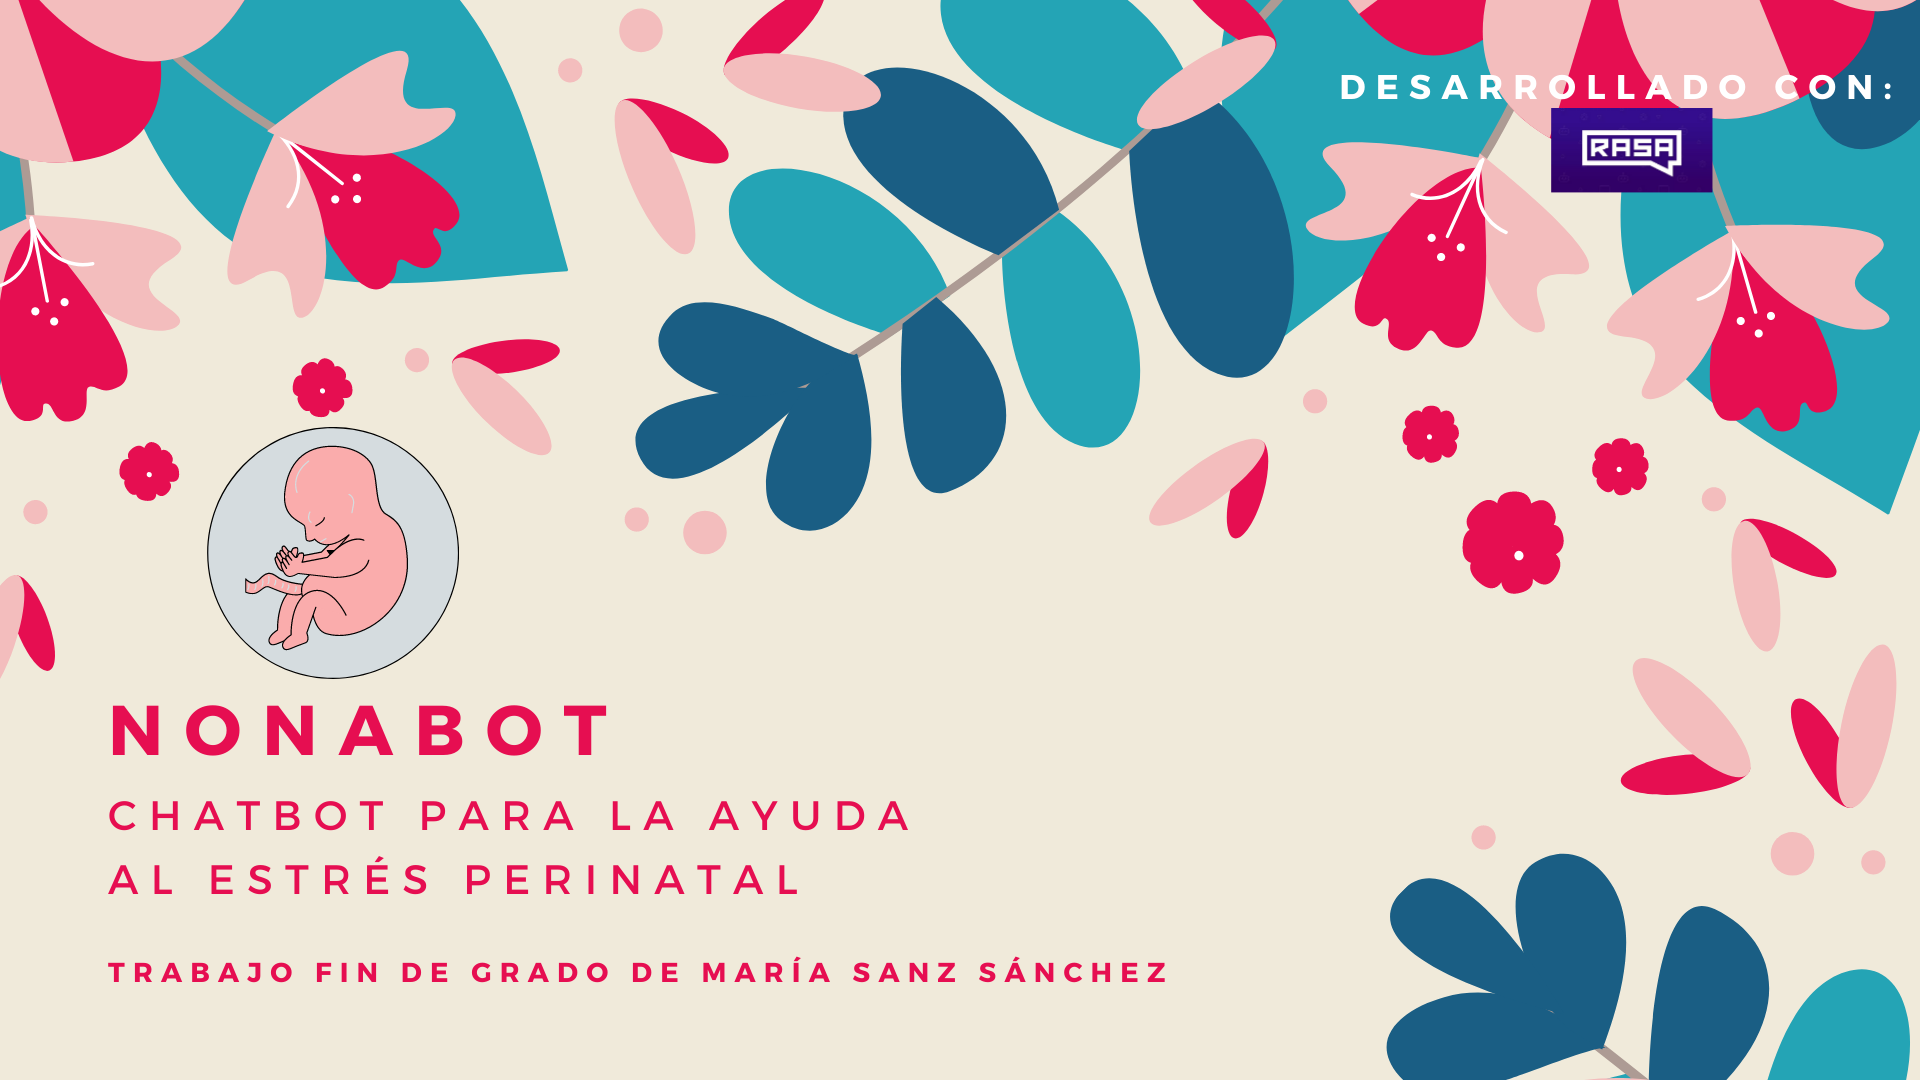 DESARROLLADO CON:
RASA
NONABOT
CHATBOT PARA LA AYUDA
AL ESTRÉS PERINATAL
TRABAJO FIN DE GRADO DE MARÍA SANZ SÁNCHEZ